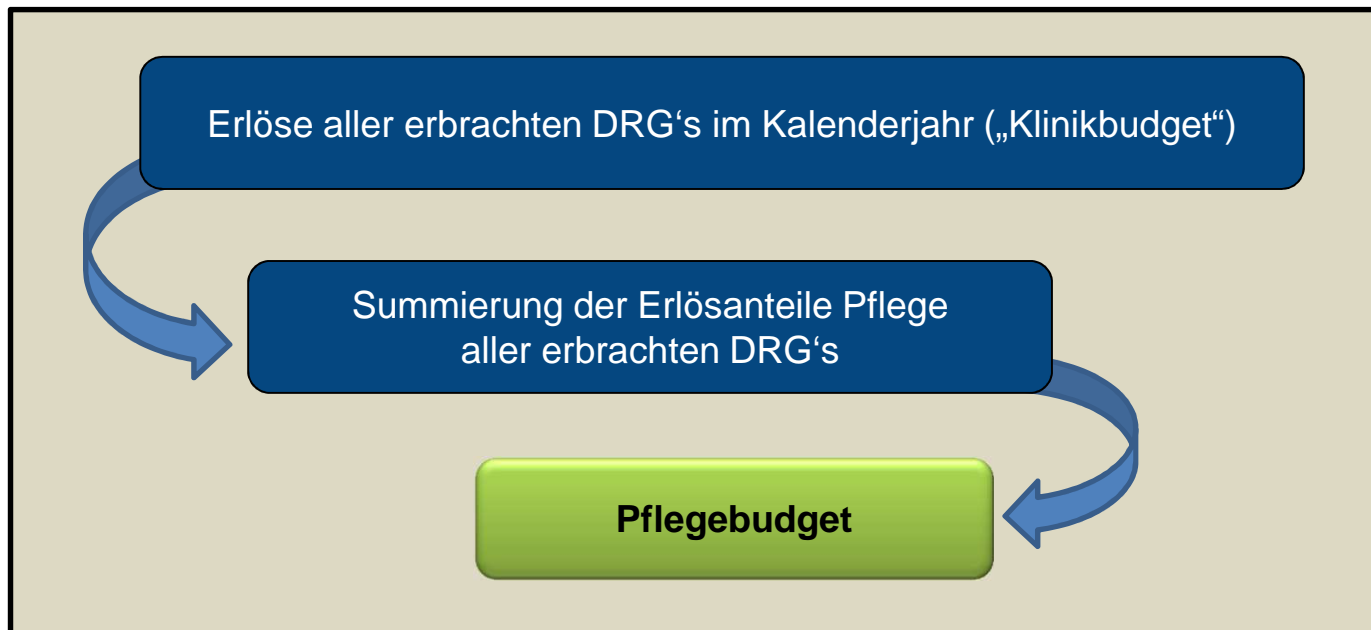 Erlöse aller erbrachten DRG‘s im Kalenderjahr („Klinikbudget“)
Summierung der Erlösanteile Pflege
aller erbrachten DRG‘s
Pflegebudget